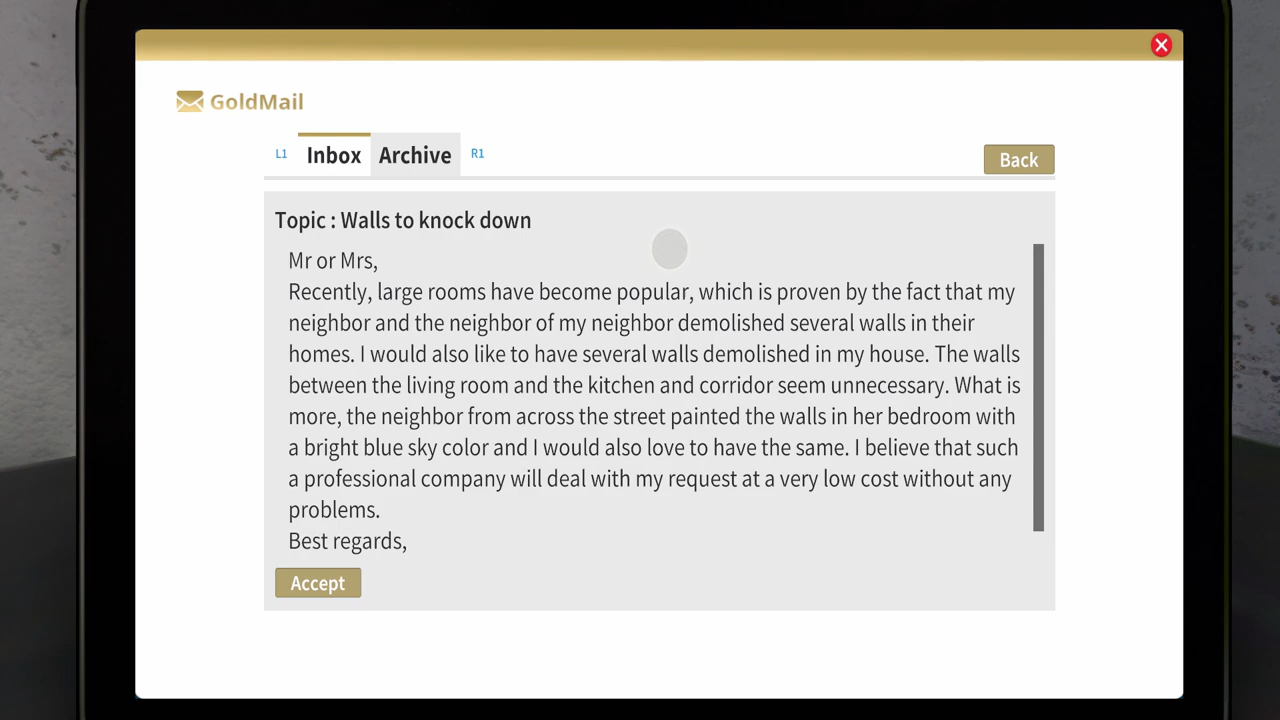 GoldMail
L1 Inbox Archive R1
Back
Topic : Walls to knock down
Mr or Mrs,
Recently, large rooms have become popular, which is proven by the fact that my
neighbor and the neighbor of my neighbor demolished several walls in their
homes. I would also like to have several walls demolished in my house. The walls
between the living room and the kitchen and corridor seem unnecessary. What is
more, the neighbor from across the street painted the walls in her bedroom with
a bright blue sky color and I would also love to have the same. I believe that such
a professional company will deal with my request at a very low cost without any
problems.
Best regards,
Accept